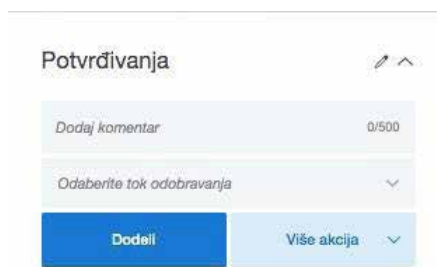 Potvrđivanja
Dodaj komentar 0/500
Odaberite tok odobravanja
Dodeli Više akcija